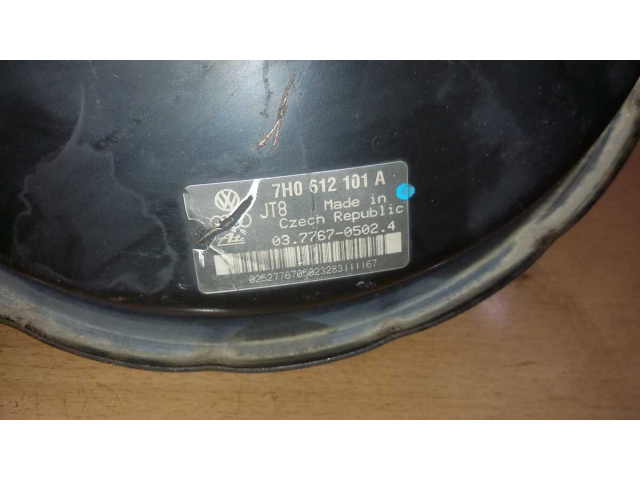 7H0 612 101 A
JT8
Made in
Czech Republic
03.7767-0502.4
0252776705023283111167